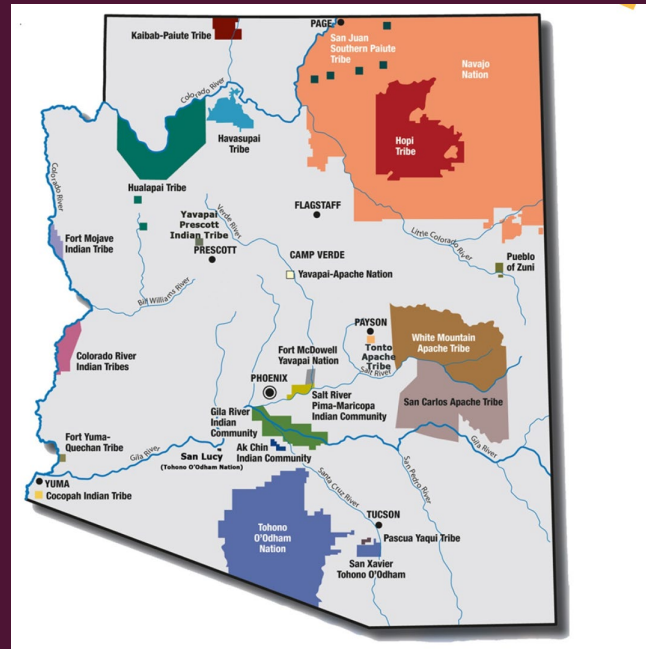 Kaibab-Paiute Tribe
PAGE
San Juan
Southern Paiute
Tribe
Navajo
Nation
Colorado River
Havasupai
Tribe
Hopi
Tribe
Colorado River
Hualapai Tribe
Yavapai
Prescott
Indian Tribe
PRESCOTT
Verde River
FLAGSTAFF
Fort Mojave
Indian Tribe
Little Colorado River
CAMP VERDE
Yavapai-Apache Nation
Pueblo
of Zuni
Bill Williams River
PAYSON
Tonto
Apache
Tribe
White Mountain
Apache Tribe
Colorado River
Indian Tribes
Fort McDowell
Yavapai Nation
Salt River
PHOENIX
Salt River
Pima-Maricopa
Indian Community
San Carlos Apache Tribe
Gila River
Indian
Community
Fort Yuma-
Quechan Tribe
Gila River
Ak Chin
Indian Community
San Lucy
(Tohono O'Odham Nation)
Gila River
San Pedro River
Santa Cruz River
YUMA
Cocopah Indian Tribe
TUCSON
Tohono
O'Odham
Nation
Pascua Yaqui Tribe
San Xavier
Tohono O'Odham